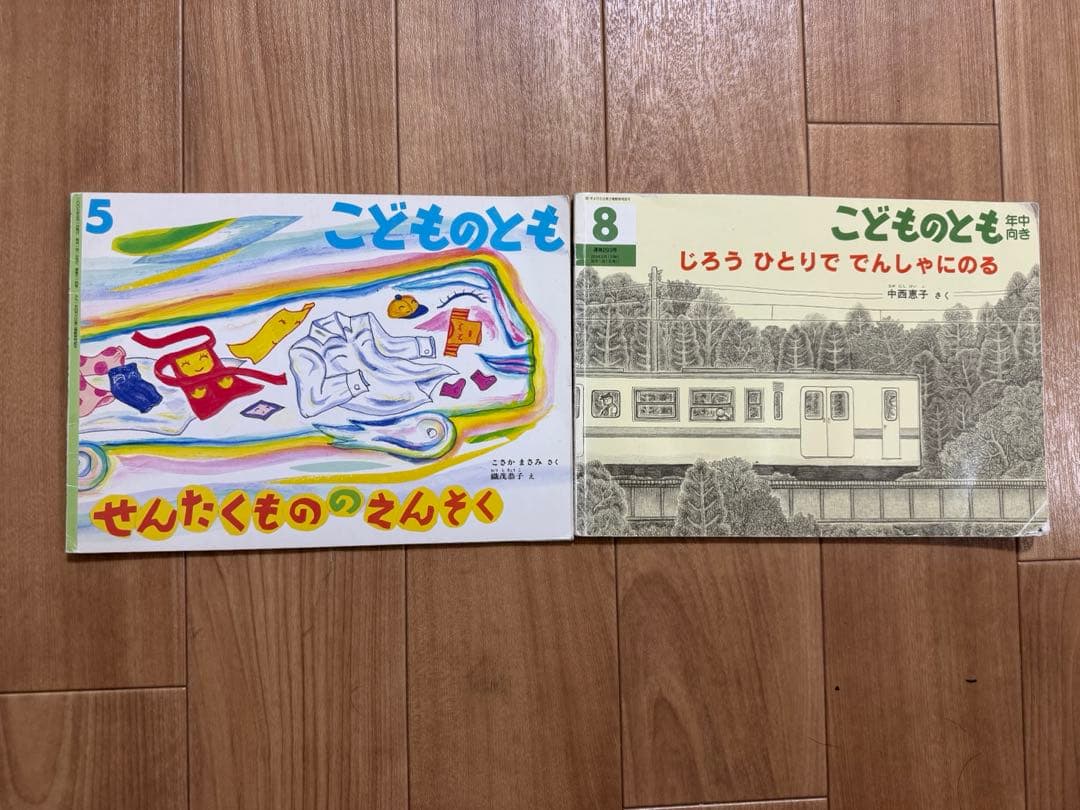 5
こどものとも
こさか まさみ さく
織茂恭子 え
せんたくもの の えんそく
8
こどものとも 年中向き
じろう ひとりで でんしゃにのる
中西恵子 さく